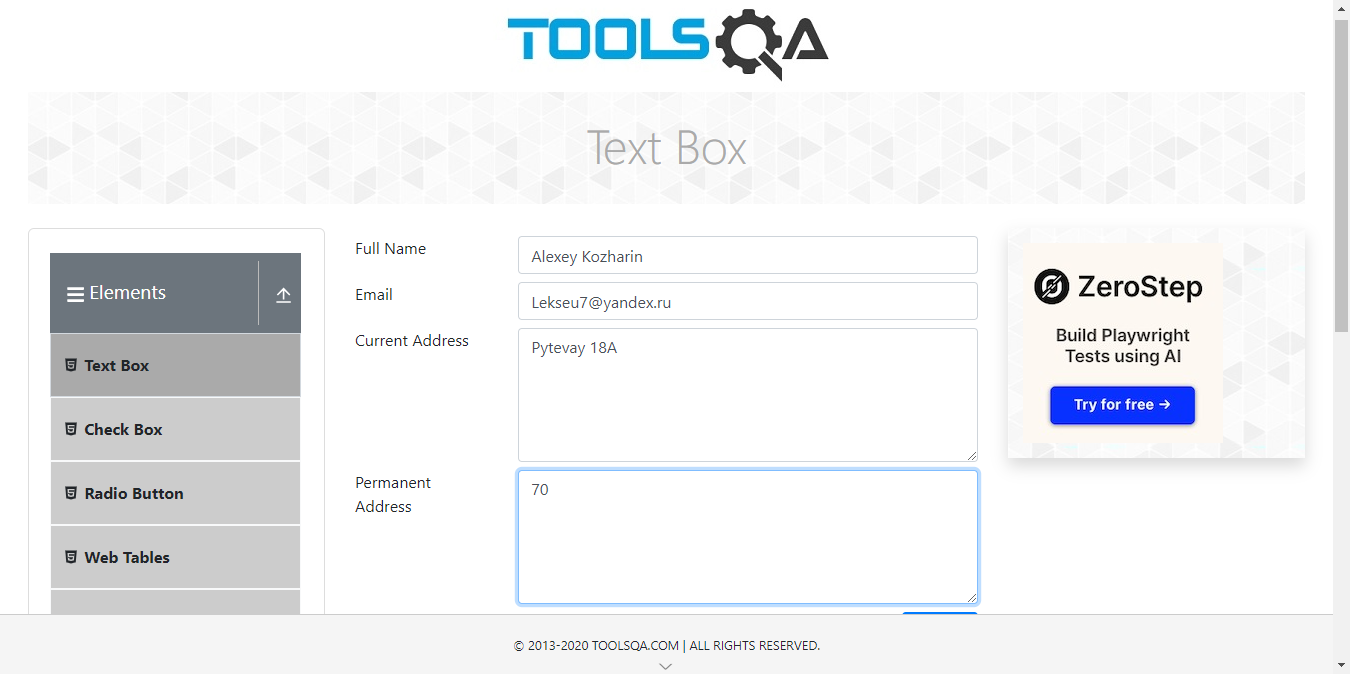 TOOLSQA
Text Box
Elements
Text Box
Check Box
Radio Button
Web Tables
Full Name
Alexey Kozharin
Email
Lekseu7@yandex.ru
Current Address
Pytevay 18A
Permanent
Address
70
ZeroStep
Build Playwright
Tests using AI
Try for free →
© 2013-2020 TOOLSQA.COM | ALL RIGHTS RESERVED.